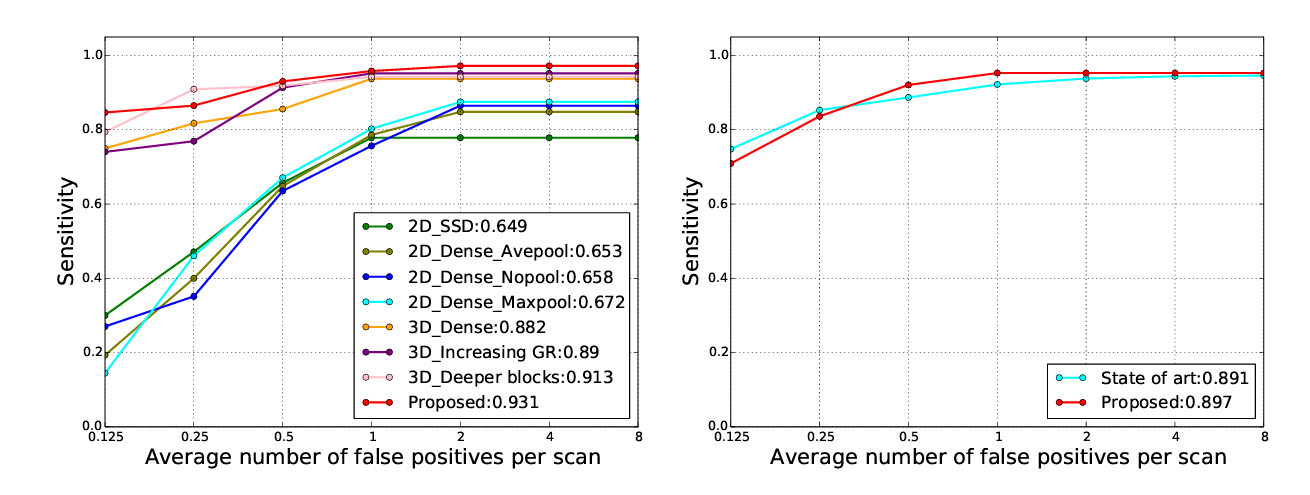 1.0
0.8
0.6
0.4
0.2
0.0
Sensitivity
2D_SSD:0.649
2D_Dense_Avepool:0.653
2D_Dense_Nopool:0.658
2D_Dense_Maxpool:0.672
3D_Dense:0.882
3D_Increasing GR:0.89
3D_Deeper blocks:0.913
Proposed:0.931
0.125 0.25 0.5 1 2 4 8
Average number of false positives per scan
1.0
0.8
0.6
0.4
0.2
0.0
Sensitivity
State of art:0.891
Proposed:0.897
0.125 0.25 0.5 1 2 4 8
Average number of false positives per scan